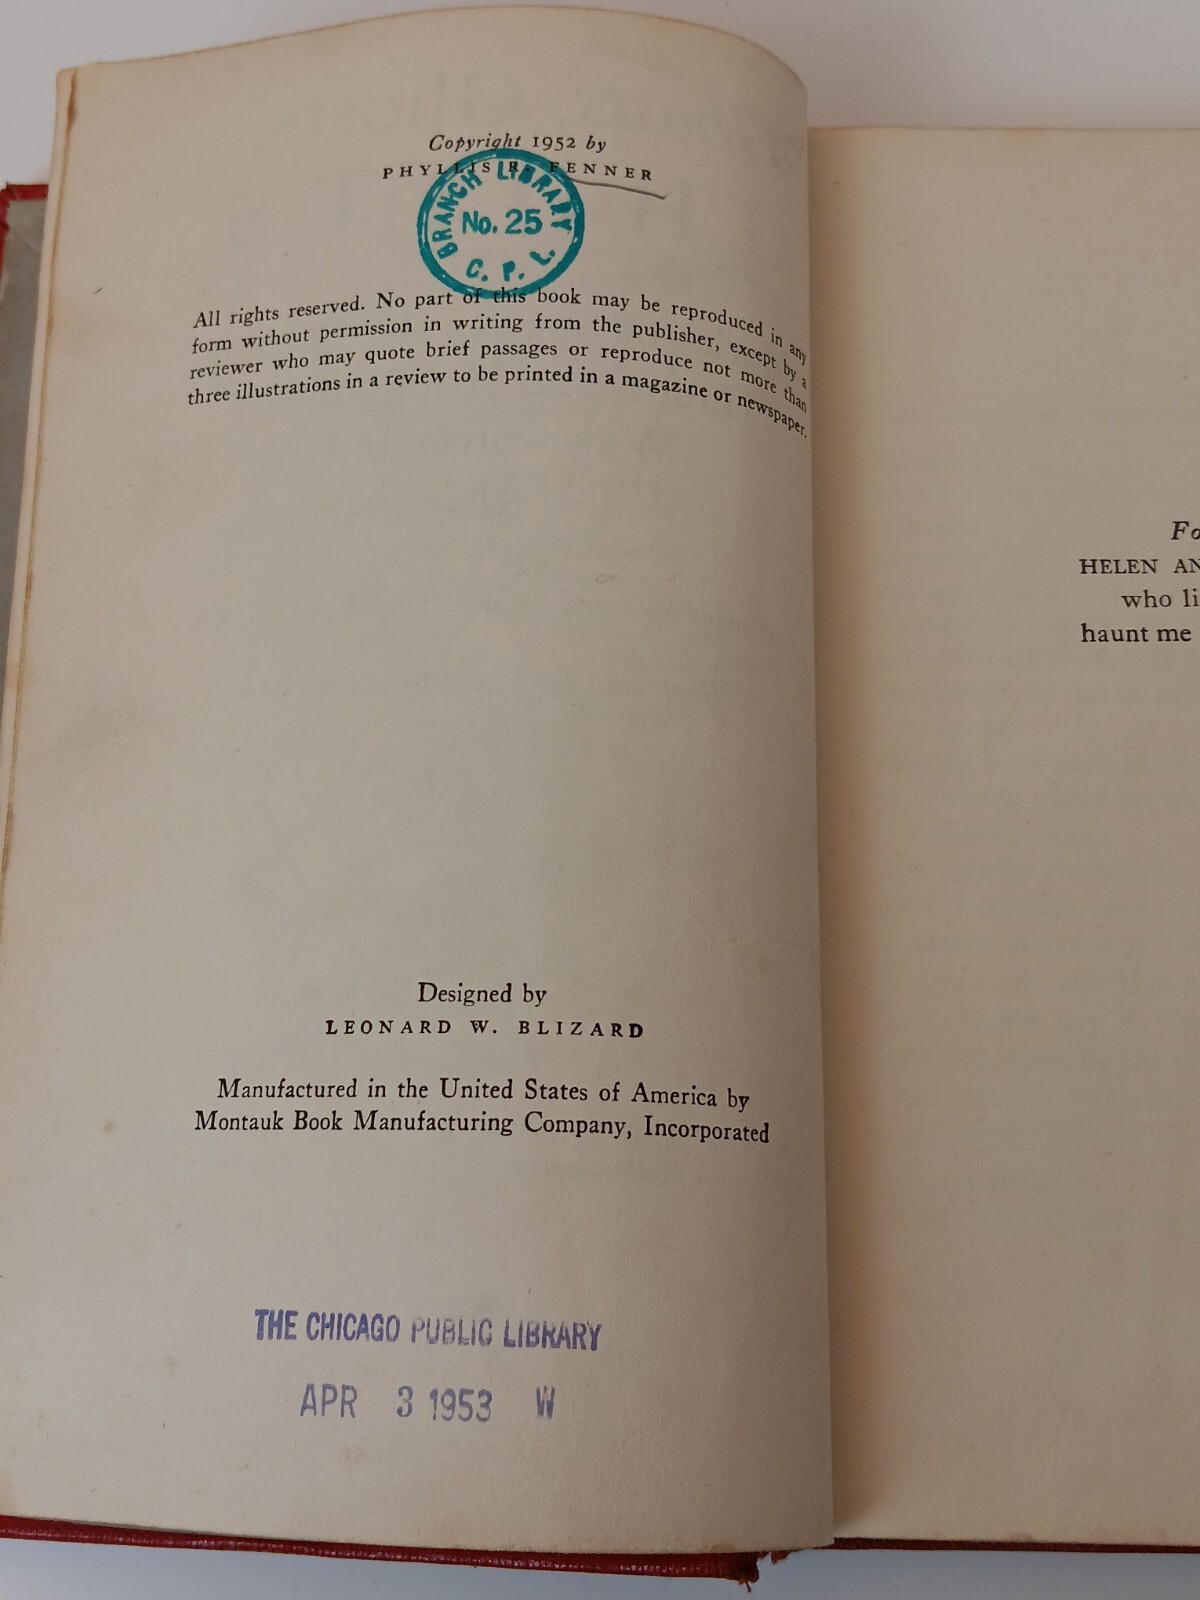 Copyright 1952 by
PHYLLIS R. FENNER
BRANCH LIBRARY
No. 25
C. P. L.
All rights reserved. No part of this book may be reproduced in any
form without permission in writing from the publisher, except by a
reviewer who may quote brief passages or reproduce not more than
three illustrations in a review to be printed in a magazine or newspaper.
Designed by
LEONARD W. BLIZARD
Manufactured in the United States of America by
Montauk Book Manufacturing Company, Incorporated
THE CHICAGO PUBLIC LIBRARY
APR 3 1953 W
Fo
HELEN AN
who li
haunt me